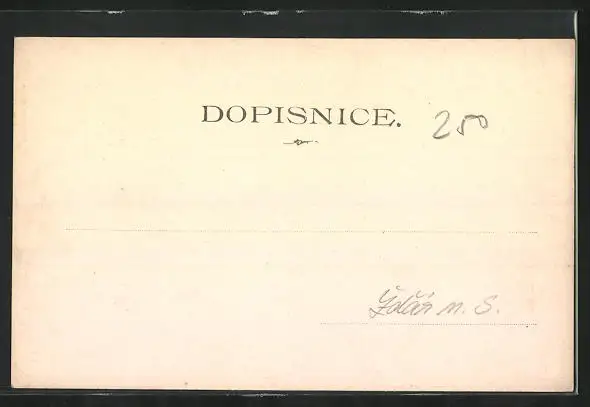 DOPISNICE.
250
Žďár n. S.